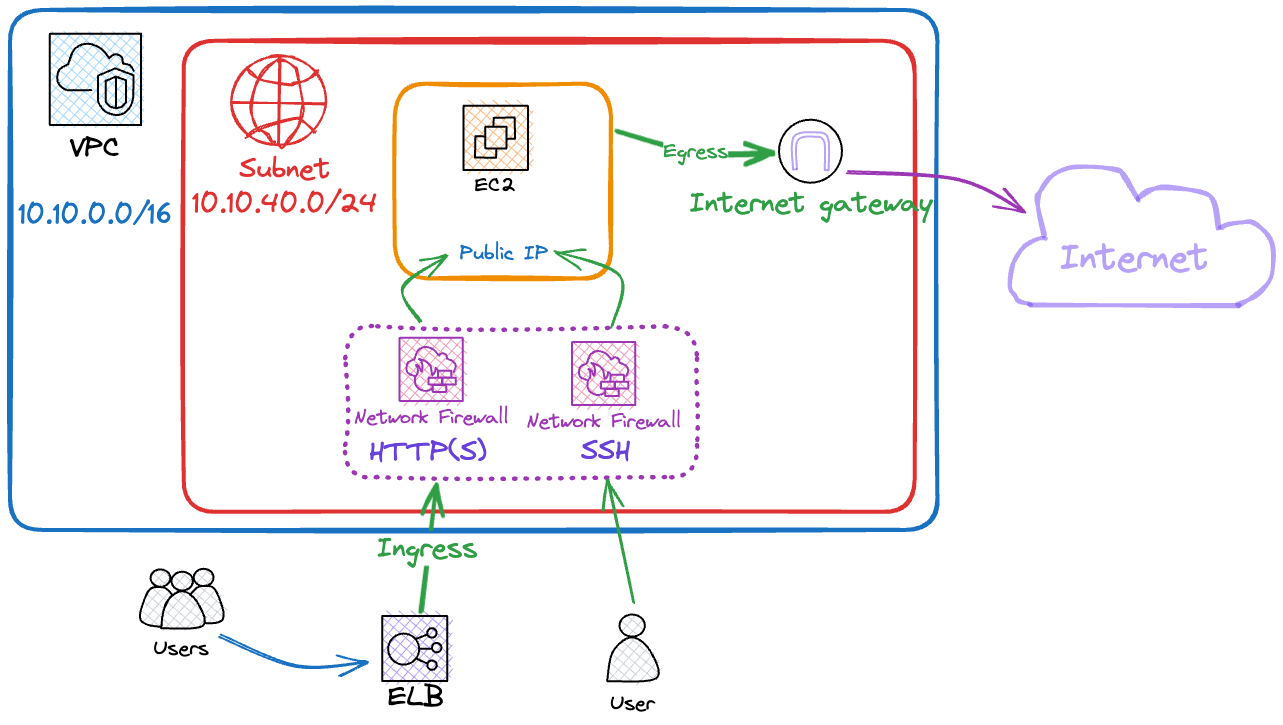 VPC
10.10.0.0/16
Subnet
10.10.40.0/24
EC2
Public IP
Egress
Internet gateway
Internet
Network Firewall
HTTP(S)
Network Firewall
SSH
Ingress
Users
ELB
User